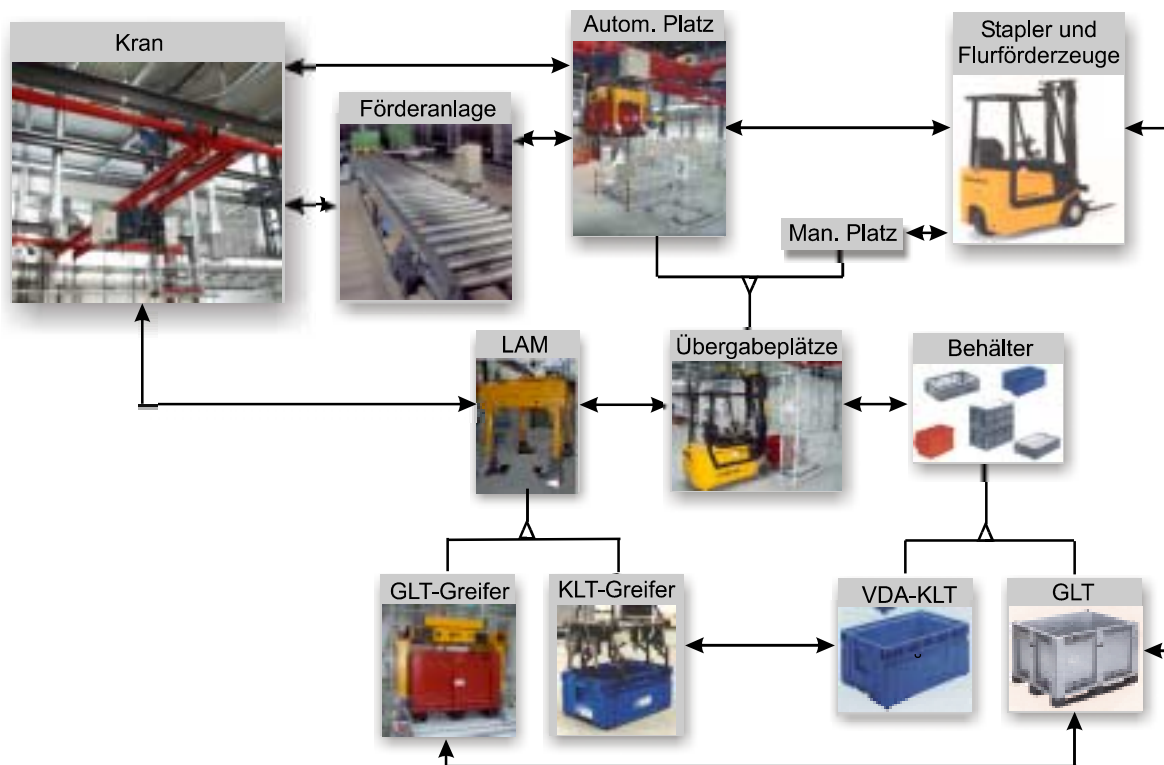 Kran
Autom. Platz
Stapler und
Flurförderzeuge
Förderanlage
Man. Platz
LAM
Übergabeplätze
Behälter
GLT-Greifer
KLT-Greifer
VDA-KLT
GLT